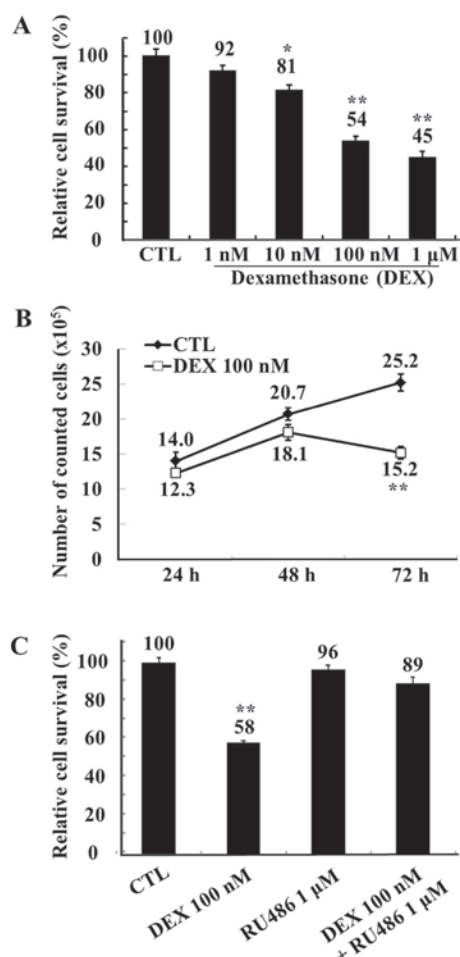 A
Relative cell survival (%)
100
80
60
40
20
0
100
92
*
81
**
54
**
45
CTL 1 nM 10 nM 100 nM 1 µM
Dexamethasone (DEX)
B
Number of counted cells (x10⁵)
CTL
DEX 100 nM
30
25
20
15
10
5
0
14.0
20.7
25.2
12.3
18.1
15.2
**
24 h 48 h 72 h
C
Relative cell survival (%)
100
80
60
40
20
0
100
**
58
96
89
CTL
DEX 100 nM
RU486 1 µM
DEX 100 nM
+ RU486 1 µM